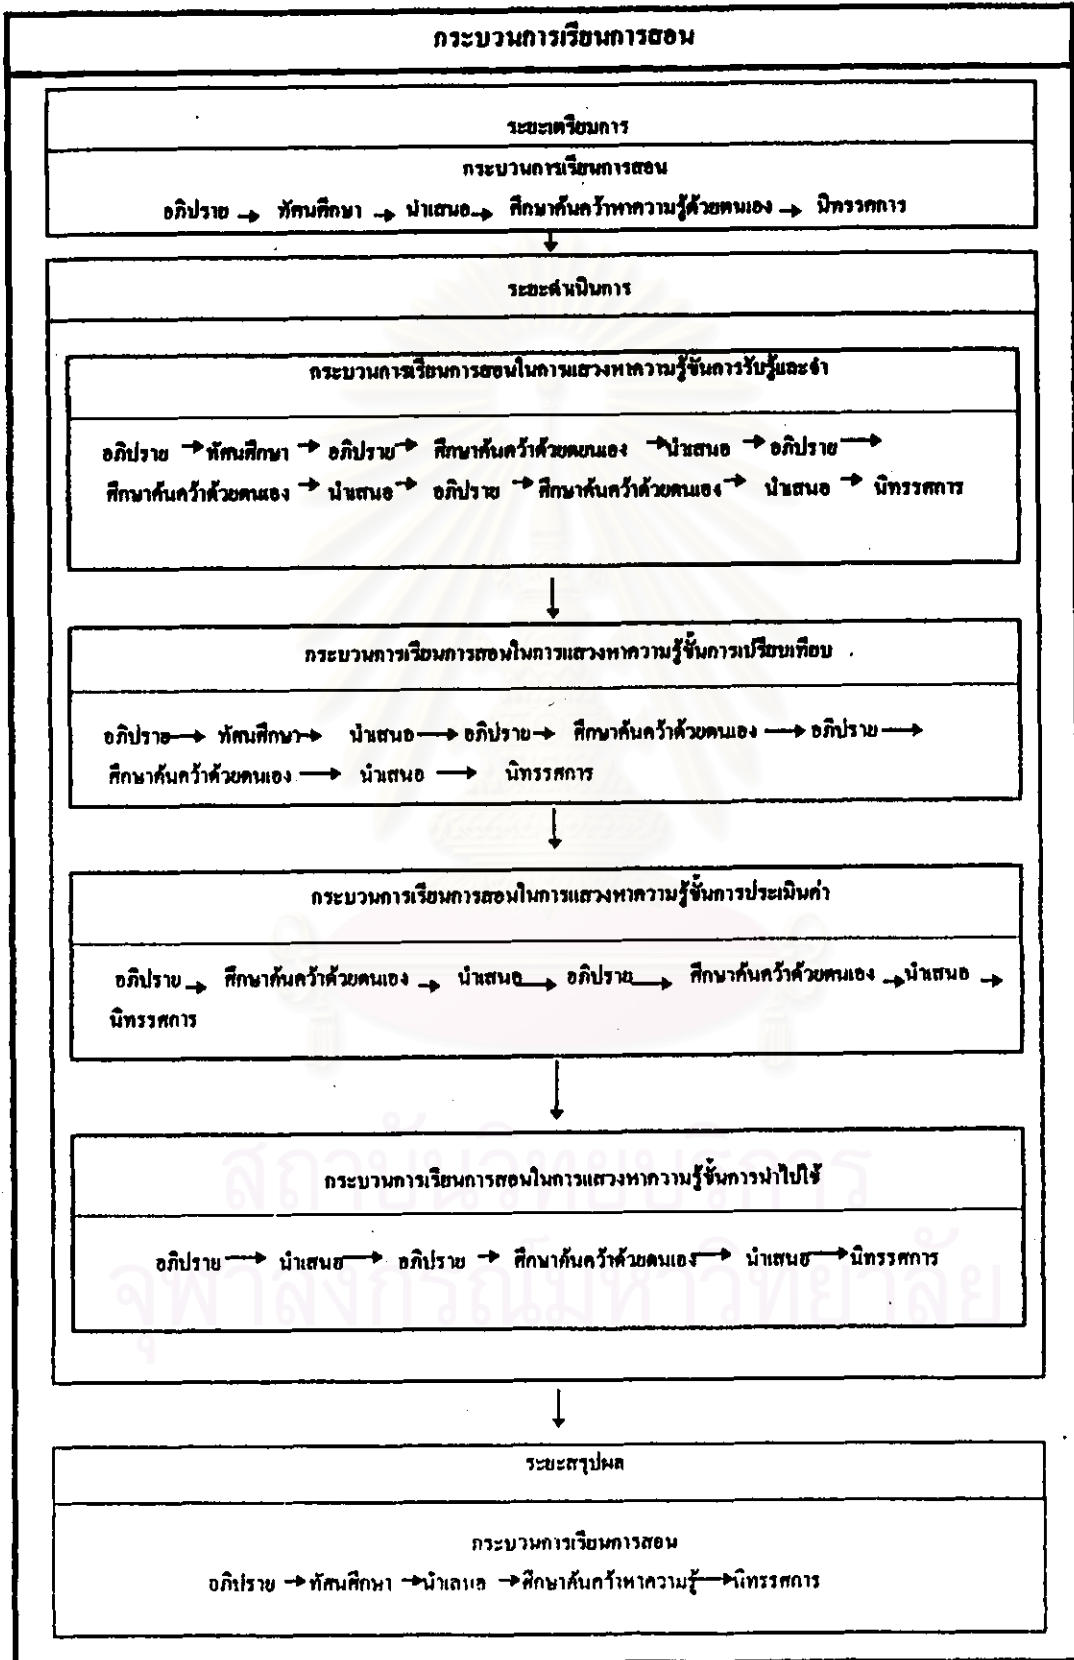 กระบวนการเรียนการสอน
ระยะเตรียมการ
กระบวนการเรียนการสอน
อภิปราย → ทัศนศึกษา → นำเสนอ → ศึกษาค้นคว้าหาความรู้ด้วยตนเอง → นิทรรศการ
ระยะดำเนินการ
กระบวนการเรียนการสอนในการแสวงหาความรู้ขั้นการรับรู้และจำ
อภิปราย → ทัศนศึกษา → อภิปราย → ศึกษาค้นคว้าด้วยตยนเอง → นำเสนอ → อภิปราย →
ศึกษาค้นคว้าด้วยตนเอง → นำเสนอ → อภิปราย → ศึกษาค้นคว้าด้วยตนเอง → นำเสนอ → นิทรรศการ
กระบวนการเรียนการสอนในการแสวงหาความรู้ขั้นการเปรียบเทียบ
อภิปราย → ทัศนศึกษา → นำเสนอ → อภิปราย → ศึกษาค้นคว้าด้วยตนเอง → อภิปราย →
ศึกษาค้นคว้าด้วยตนเอง → นำเสนอ → นิทรรศการ
กระบวนการเรียนการสอนในการแสวงหาความรู้ขั้นการประเมินค่า
อภิปราย → ศึกษาค้นคว้าด้วยตนเอง → นำเสนอ → อภิปราย → ศึกษาค้นคว้าด้วยตนเอง → นำเสนอ →
นิทรรศการ
สถาบันวิทยบริการ
กระบวนการเรียนการสอนในการแสวงหาความรู้ขั้นการนำไปใช้
อภิปราย → นำเสนอ → อภิปราย → ศึกษาค้นคว้าด้วยตนเอง → นำเสนอ → นิทรรศการ
จุฬาลงกรณ์มหาวิทยาลัย
ระยะสรุปผล
กระบวนการเรียนการสอน
อภิปราย → ทัศนศึกษา → นำเสนอ → ศึกษาค้นคว้าหาความรู้ → นิทรรศการ